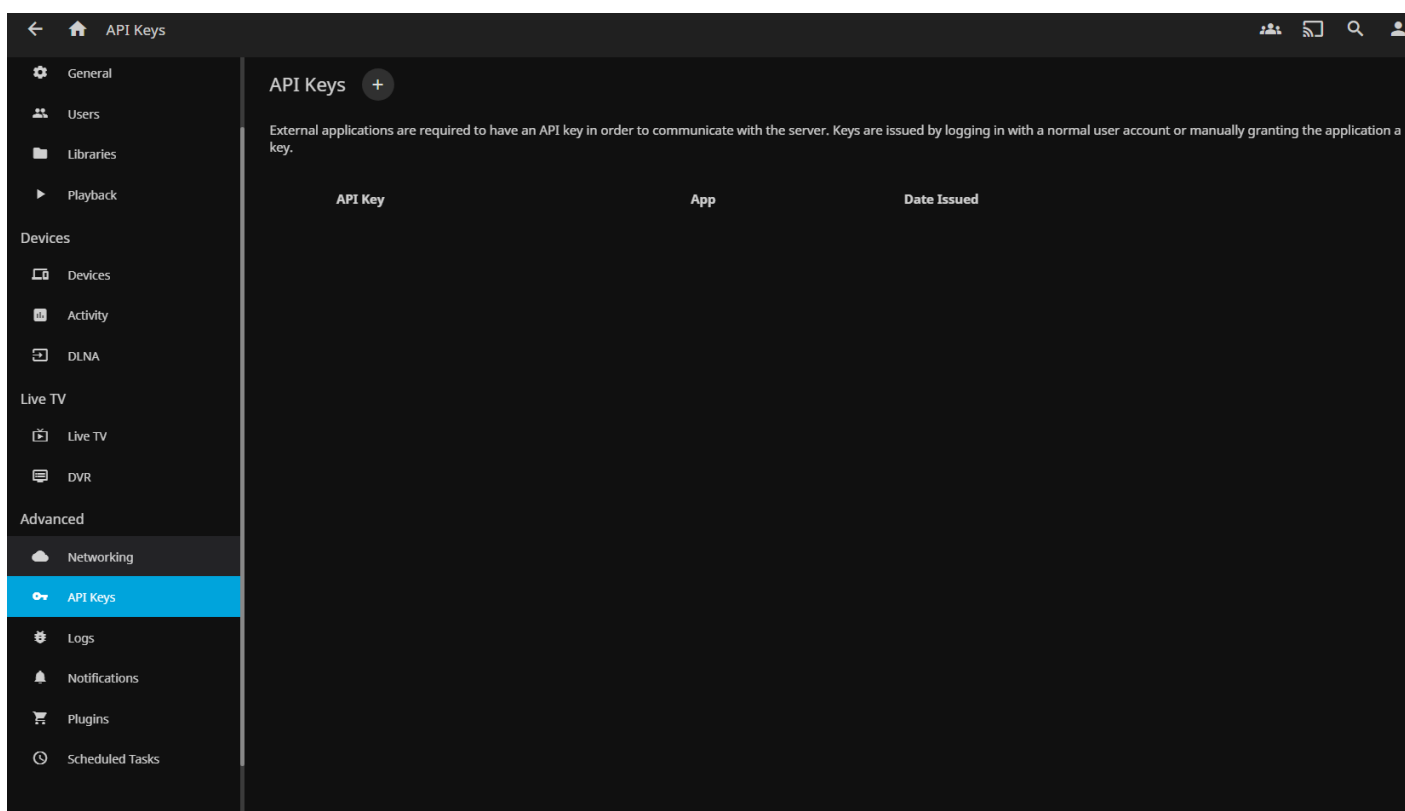 API Keys
General
Users
Libraries
Playback
Devices
Devices
Activity
DLNA
Live TV
Live TV
DVR
Advanced
Networking
API Keys
Logs
Notifications
Plugins
Scheduled Tasks
API Keys +
External applications are required to have an API key in order to communicate with the server. Keys are issued by logging in with a normal user account or manually granting the application a
key.
API Key App Date Issued